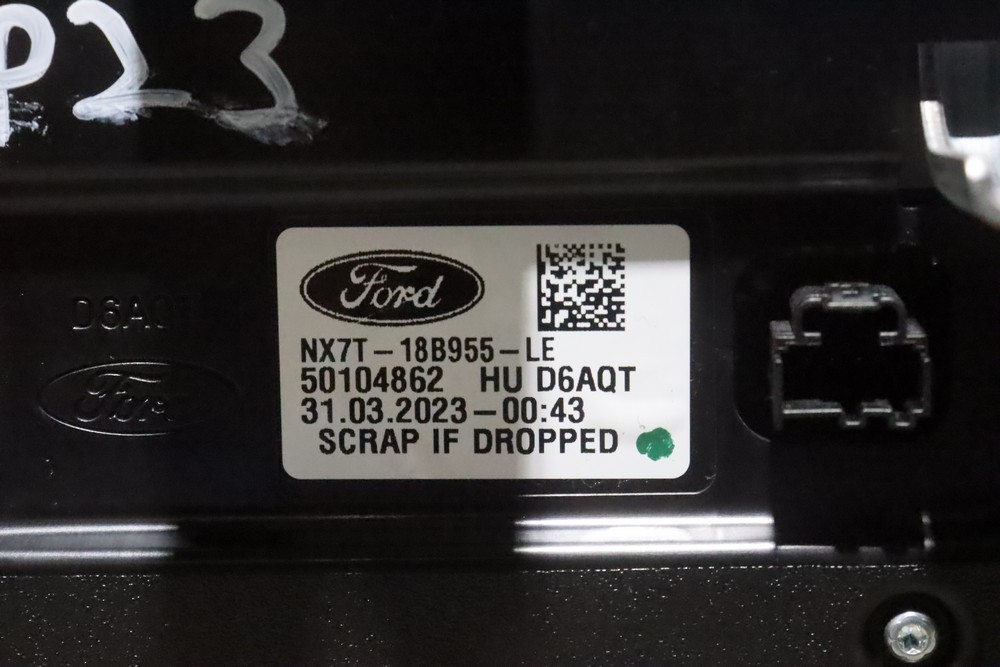 P23
Ford
NX7T-18B955-LE
50104862 HU D6AQT
31.03.2023-00:43
SCRAP IF DROPPED
Ford